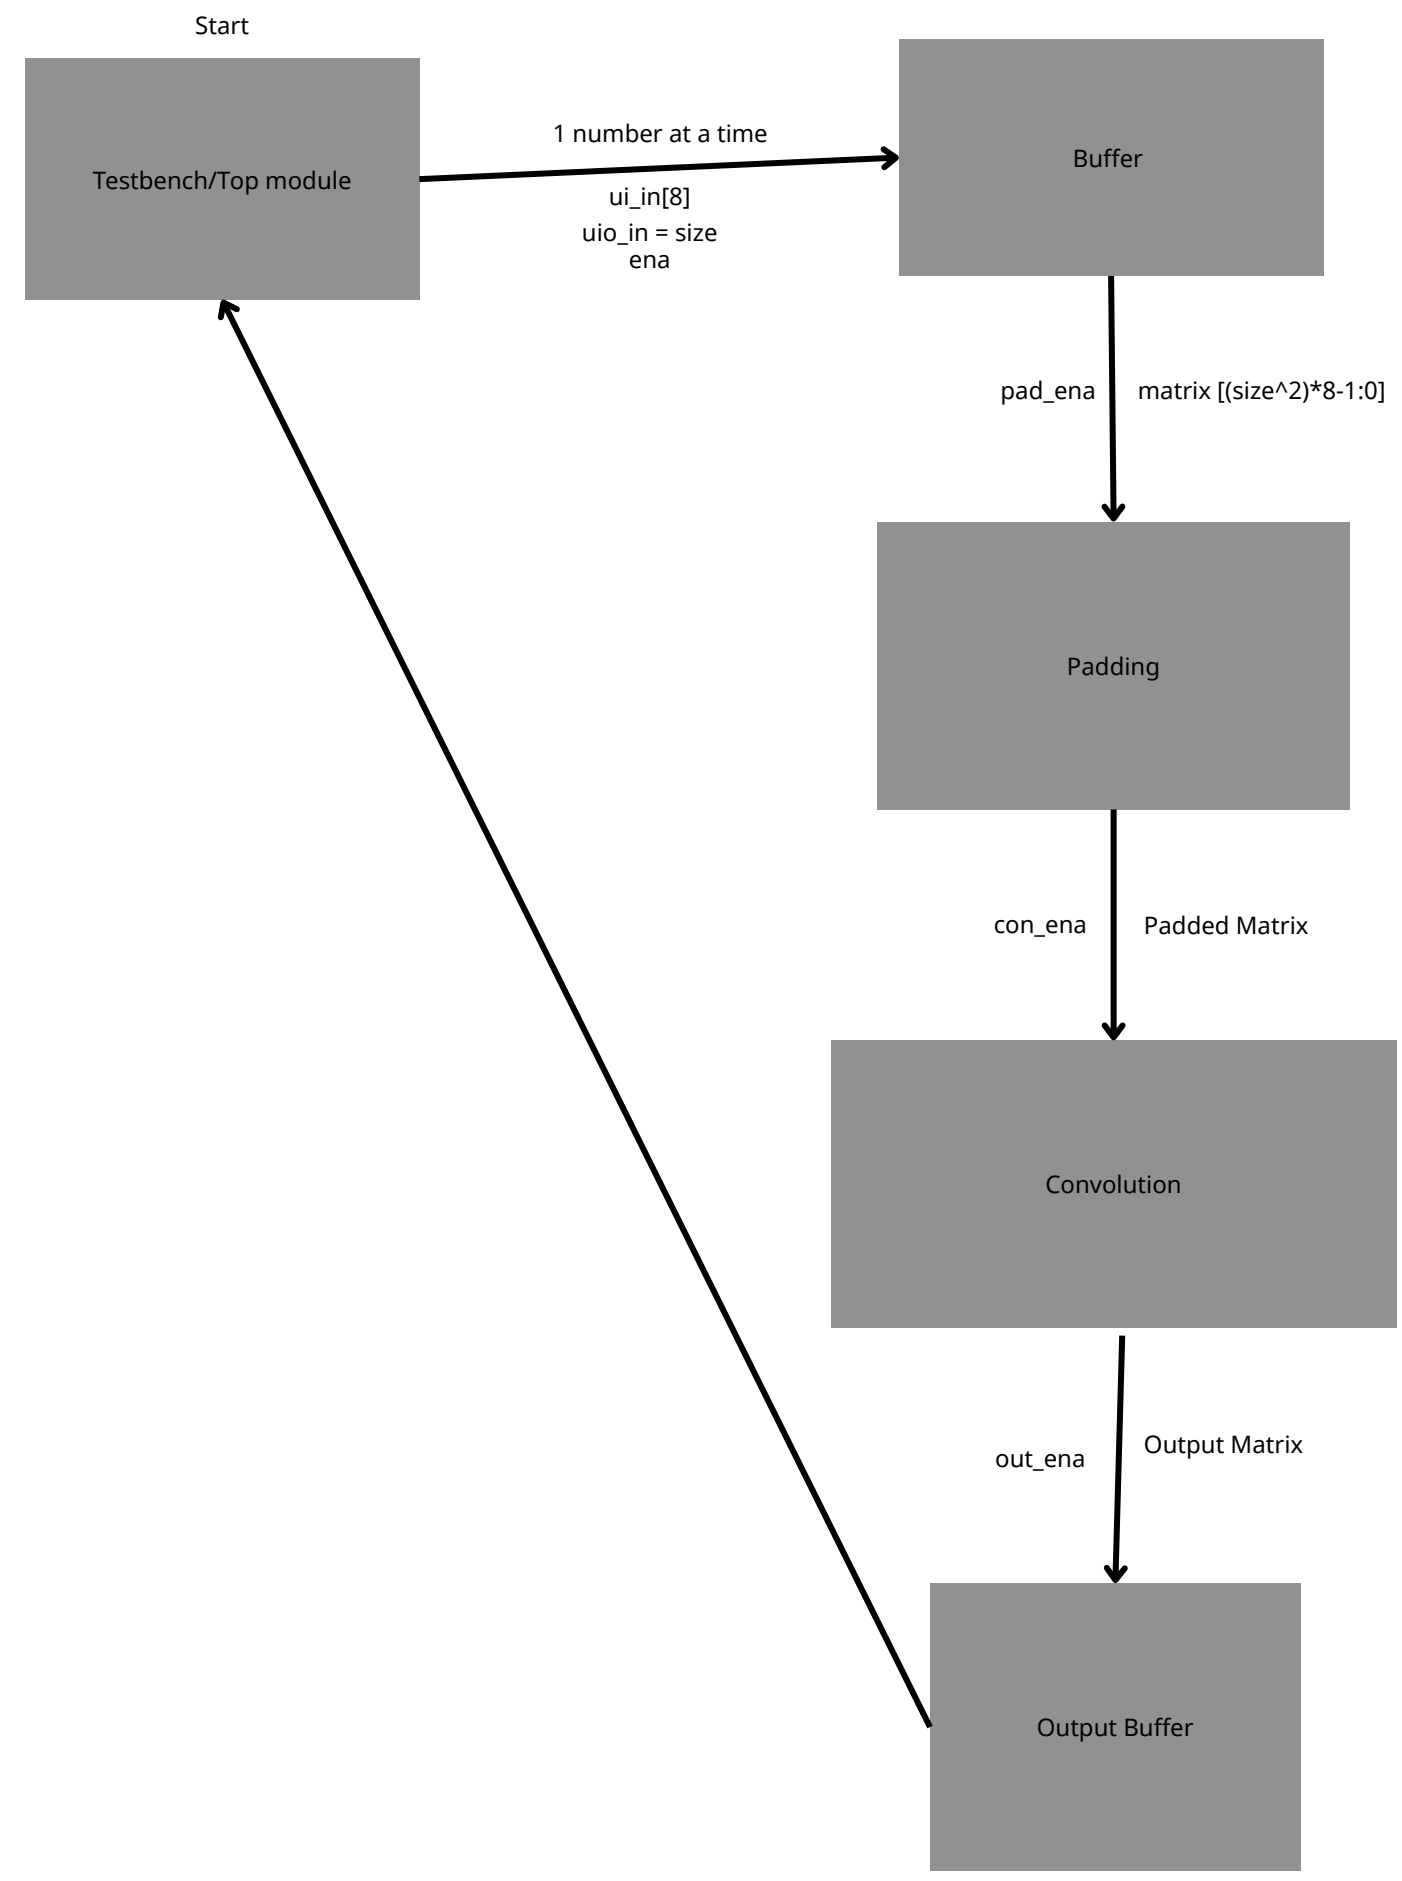 Start
Testbench/Top module
1 number at a time
ui_in[8]
uio_in = size
ena
Buffer
pad_ena
matrix [(size^2)*8-1:0]
Padding
con_ena
Padded Matrix
Convolution
out_ena
Output Matrix
Output Buffer